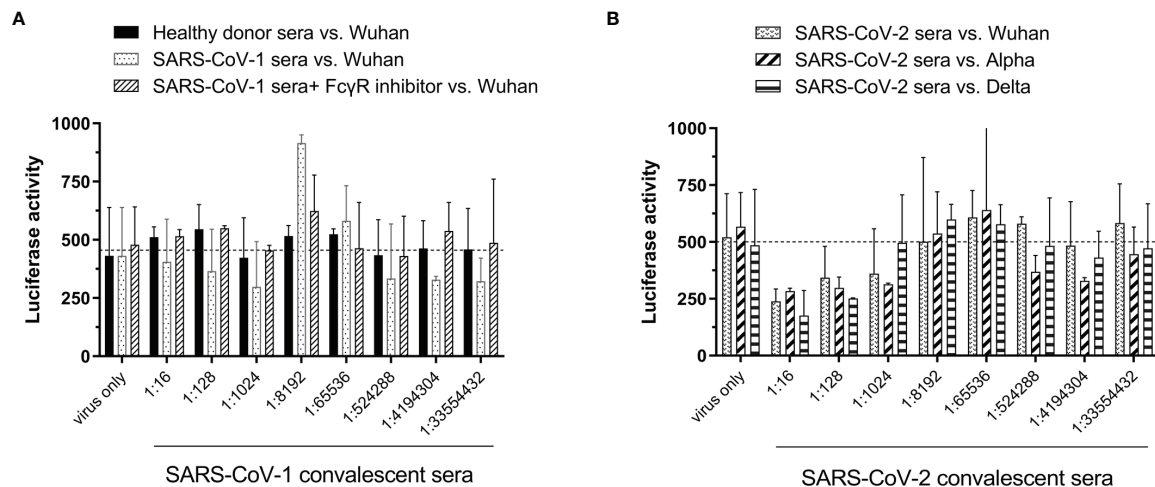 A
Healthy donor sera vs. Wuhan
SARS-CoV-1 sera vs. Wuhan
SARS-CoV-1 sera+ FcγR inhibitor vs. Wuhan
Luciferase activity
1000
750
500
250
0
virus only
1:16
1:128
1:1024
1:8192
1:65536
1:524288
1:4194304
1:33554432
SARS-CoV-1 convalescent sera
B
SARS-CoV-2 sera vs. Wuhan
SARS-CoV-2 sera vs. Alpha
SARS-CoV-2 sera vs. Delta
Luciferase activity
1000
750
500
250
0
virus only
1:16
1:128
1:1024
1:8192
1:65536
1:524288
1:4194304
1:33554432
SARS-CoV-2 convalescent sera